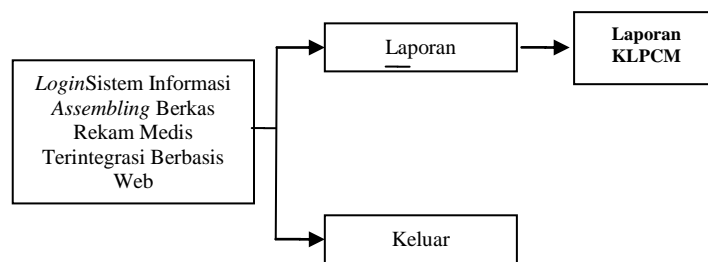 LoginSistem Informasi
Assembling Berkas
Rekam Medis
Terintegrasi Berbasis
Web
Laporan
Laporan
KLPCM
Keluar